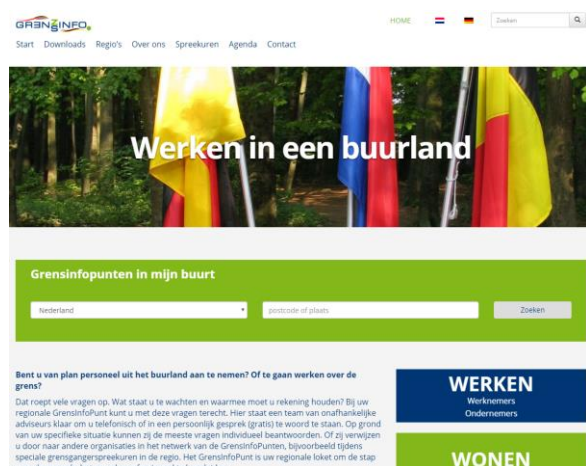 GRENZINFO.
HOME
Zoeken
Start Downloads Regio's Over ons Spreekuren Agenda Contact
Werken in een buurland
Grensinfopunten in mijn buurt
Nederland
postcode of plaats
Zoeken
Bent u van plan personeel uit het buurland aan te nemen? Of te gaan werken over de
grens?
Dat roept vele vragen op. Wat staat u te wachten en waarmee moet u rekening houden? Bij uw
regionale GrensInfoPunt kunt u met deze vragen terecht. Hier staat een team van onafhankelijke
adviseurs klaar om u telefonisch of in een persoonlijk gesprek (gratis) te woord te staan. Op grond
van uw specifieke situatie kunnen zij de meeste vragen individueel beantwoorden. Of zij verwijzen
u door naar andere organisaties in het netwerk van de GrensInfoPunten, bijvoorbeeld tijdens
speciale grensgangerspreekuren in de regio. Het GrensInfoPunt is uw regionale loket om de stap
WERKEN
Werknemers
Ondernemers
WONEN